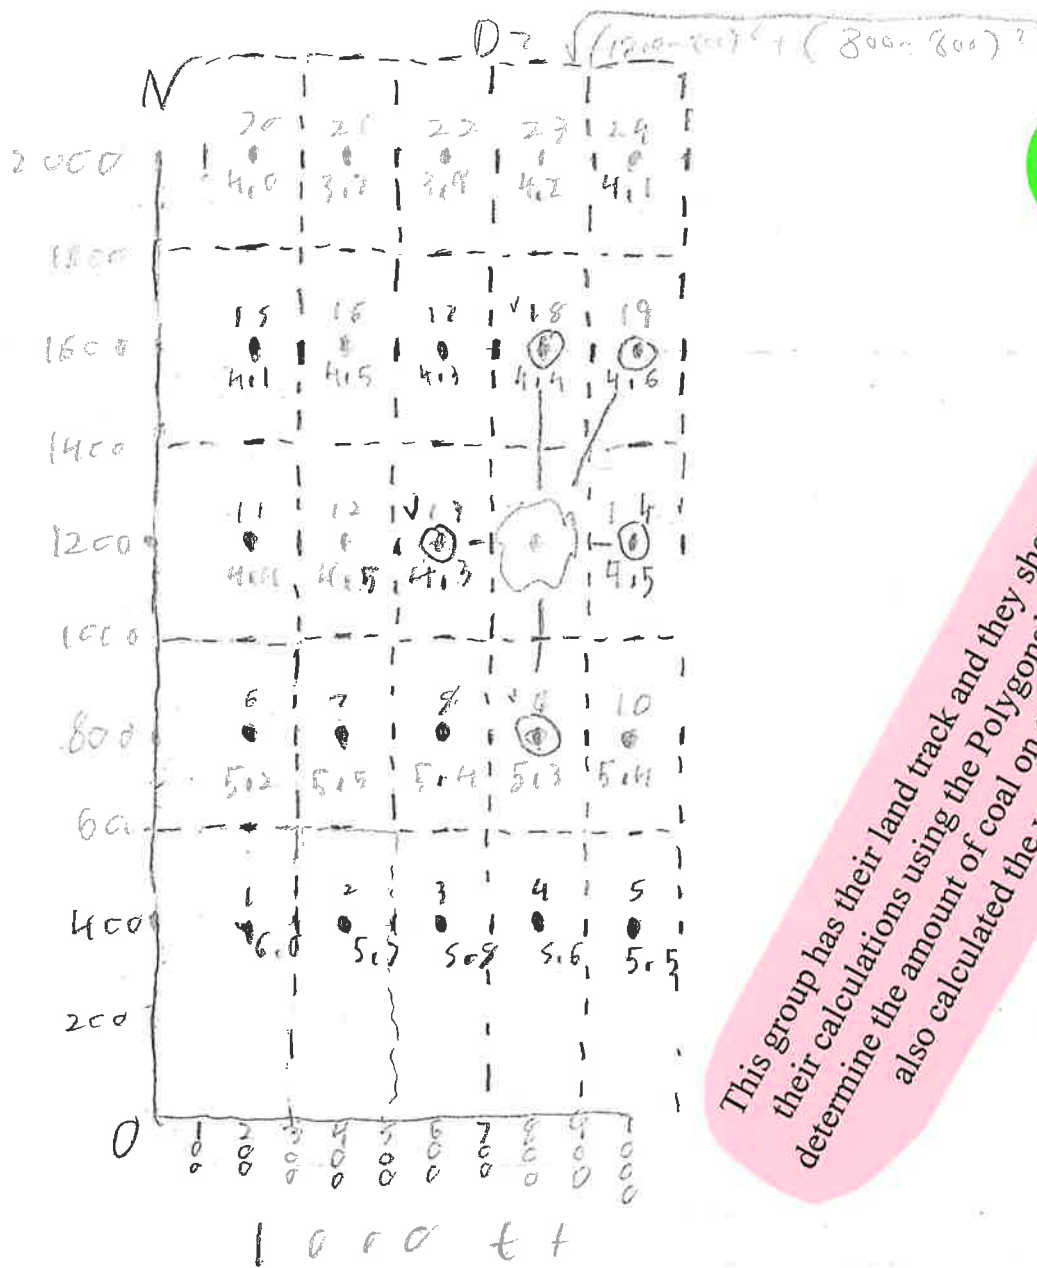 D = √(1200-800)² + (800-800)²
N
20 21 22 23 24
2000
4.0 3.7 3.9 4.2 4.1
1800
15 16 17 √18 19
1600
4.1 4.5 4.3 4.4 4.6
1400
11 12 √13 14
1200
4.4 4.5 4.3 4.5
1000
6 7 8 √9 10
800
5.2 5.5 5.4 5.3 5.4
600
1 2 3 4 5
400
6.0 5.7 5.8 5.6 5.5
200
0
100 200 300 400 500 600 700 800 900 1000
1000 ft
This group has their land track and they
their calculations using the
determine the amount of coal on
also calculated the